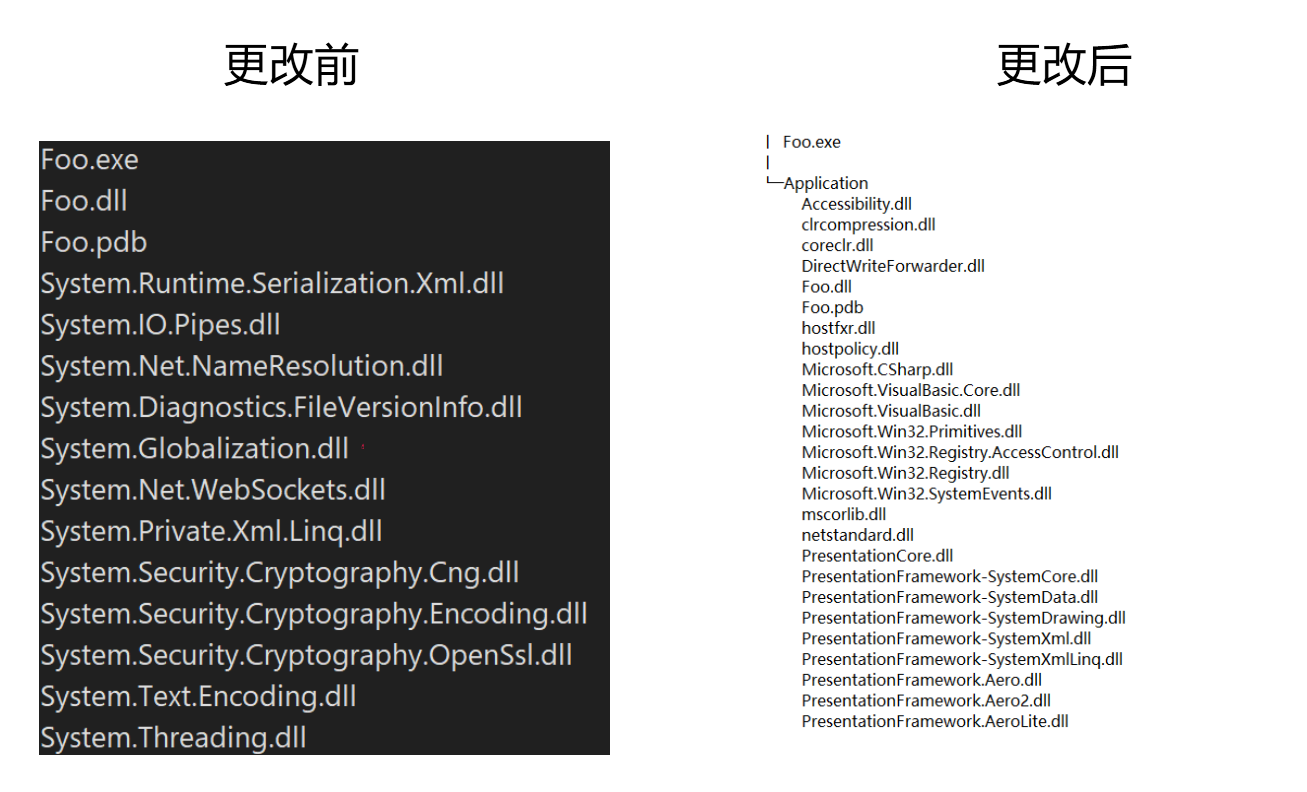 更改前
Foo.exe
Foo.dll
Foo.pdb
System.Runtime.Serialization.Xml.dll
System.IO.Pipes.dll
System.Net.NameResolution.dll
System.Diagnostics.FileVersionInfo.dll
System.Globalization.dll
System.Net.WebSockets.dll
System.Private.Xml.Linq.dll
System.Security.Cryptography.Cng.dll
System.Security.Cryptography.Encoding.dll
System.Security.Cryptography.OpenSsl.dll
System.Text.Encoding.dll
System.Threading.dll
更改后
Foo.exe
Application
Accessibility.dll
clrcompression.dll
coreclr.dll
DirectWriteForwarder.dll
Foo.dll
Foo.pdb
hostfxr.dll
hostpolicy.dll
Microsoft.CSharp.dll
Microsoft.VisualBasic.Core.dll
Microsoft.VisualBasic.dll
Microsoft.Win32.Primitives.dll
Microsoft.Win32.Registry.AccessControl.dll
Microsoft.Win32.Registry.dll
Microsoft.Win32.SystemEvents.dll
mscorlib.dll
netstandard.dll
PresentationCore.dll
PresentationFramework-SystemCore.dll
PresentationFramework-SystemData.dll
PresentationFramework-SystemDrawing.dll
PresentationFramework-SystemXml.dll
PresentationFramework-SystemXmlLinq.dll
PresentationFramework.Aero.dll
PresentationFramework.Aero2.dll
PresentationFramework.AeroLite.dll